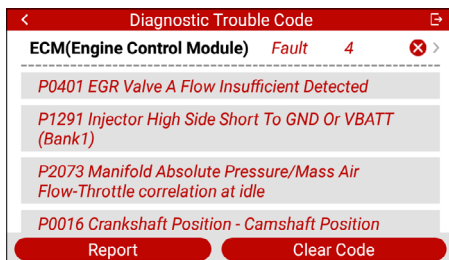 Diagnostic Trouble Code
ECM(Engine Control Module) Fault 4
P0401 EGR Valve A Flow Insufficient Detected
P1291 Injector High Side Short To GND Or VBATT
(Bank1)
P2073 Manifold Absolute Pressure/Mass Air
Flow-Throttle correlation at idle
P0016 Crankshaft Position - Camshaft Position
Report
Clear Code